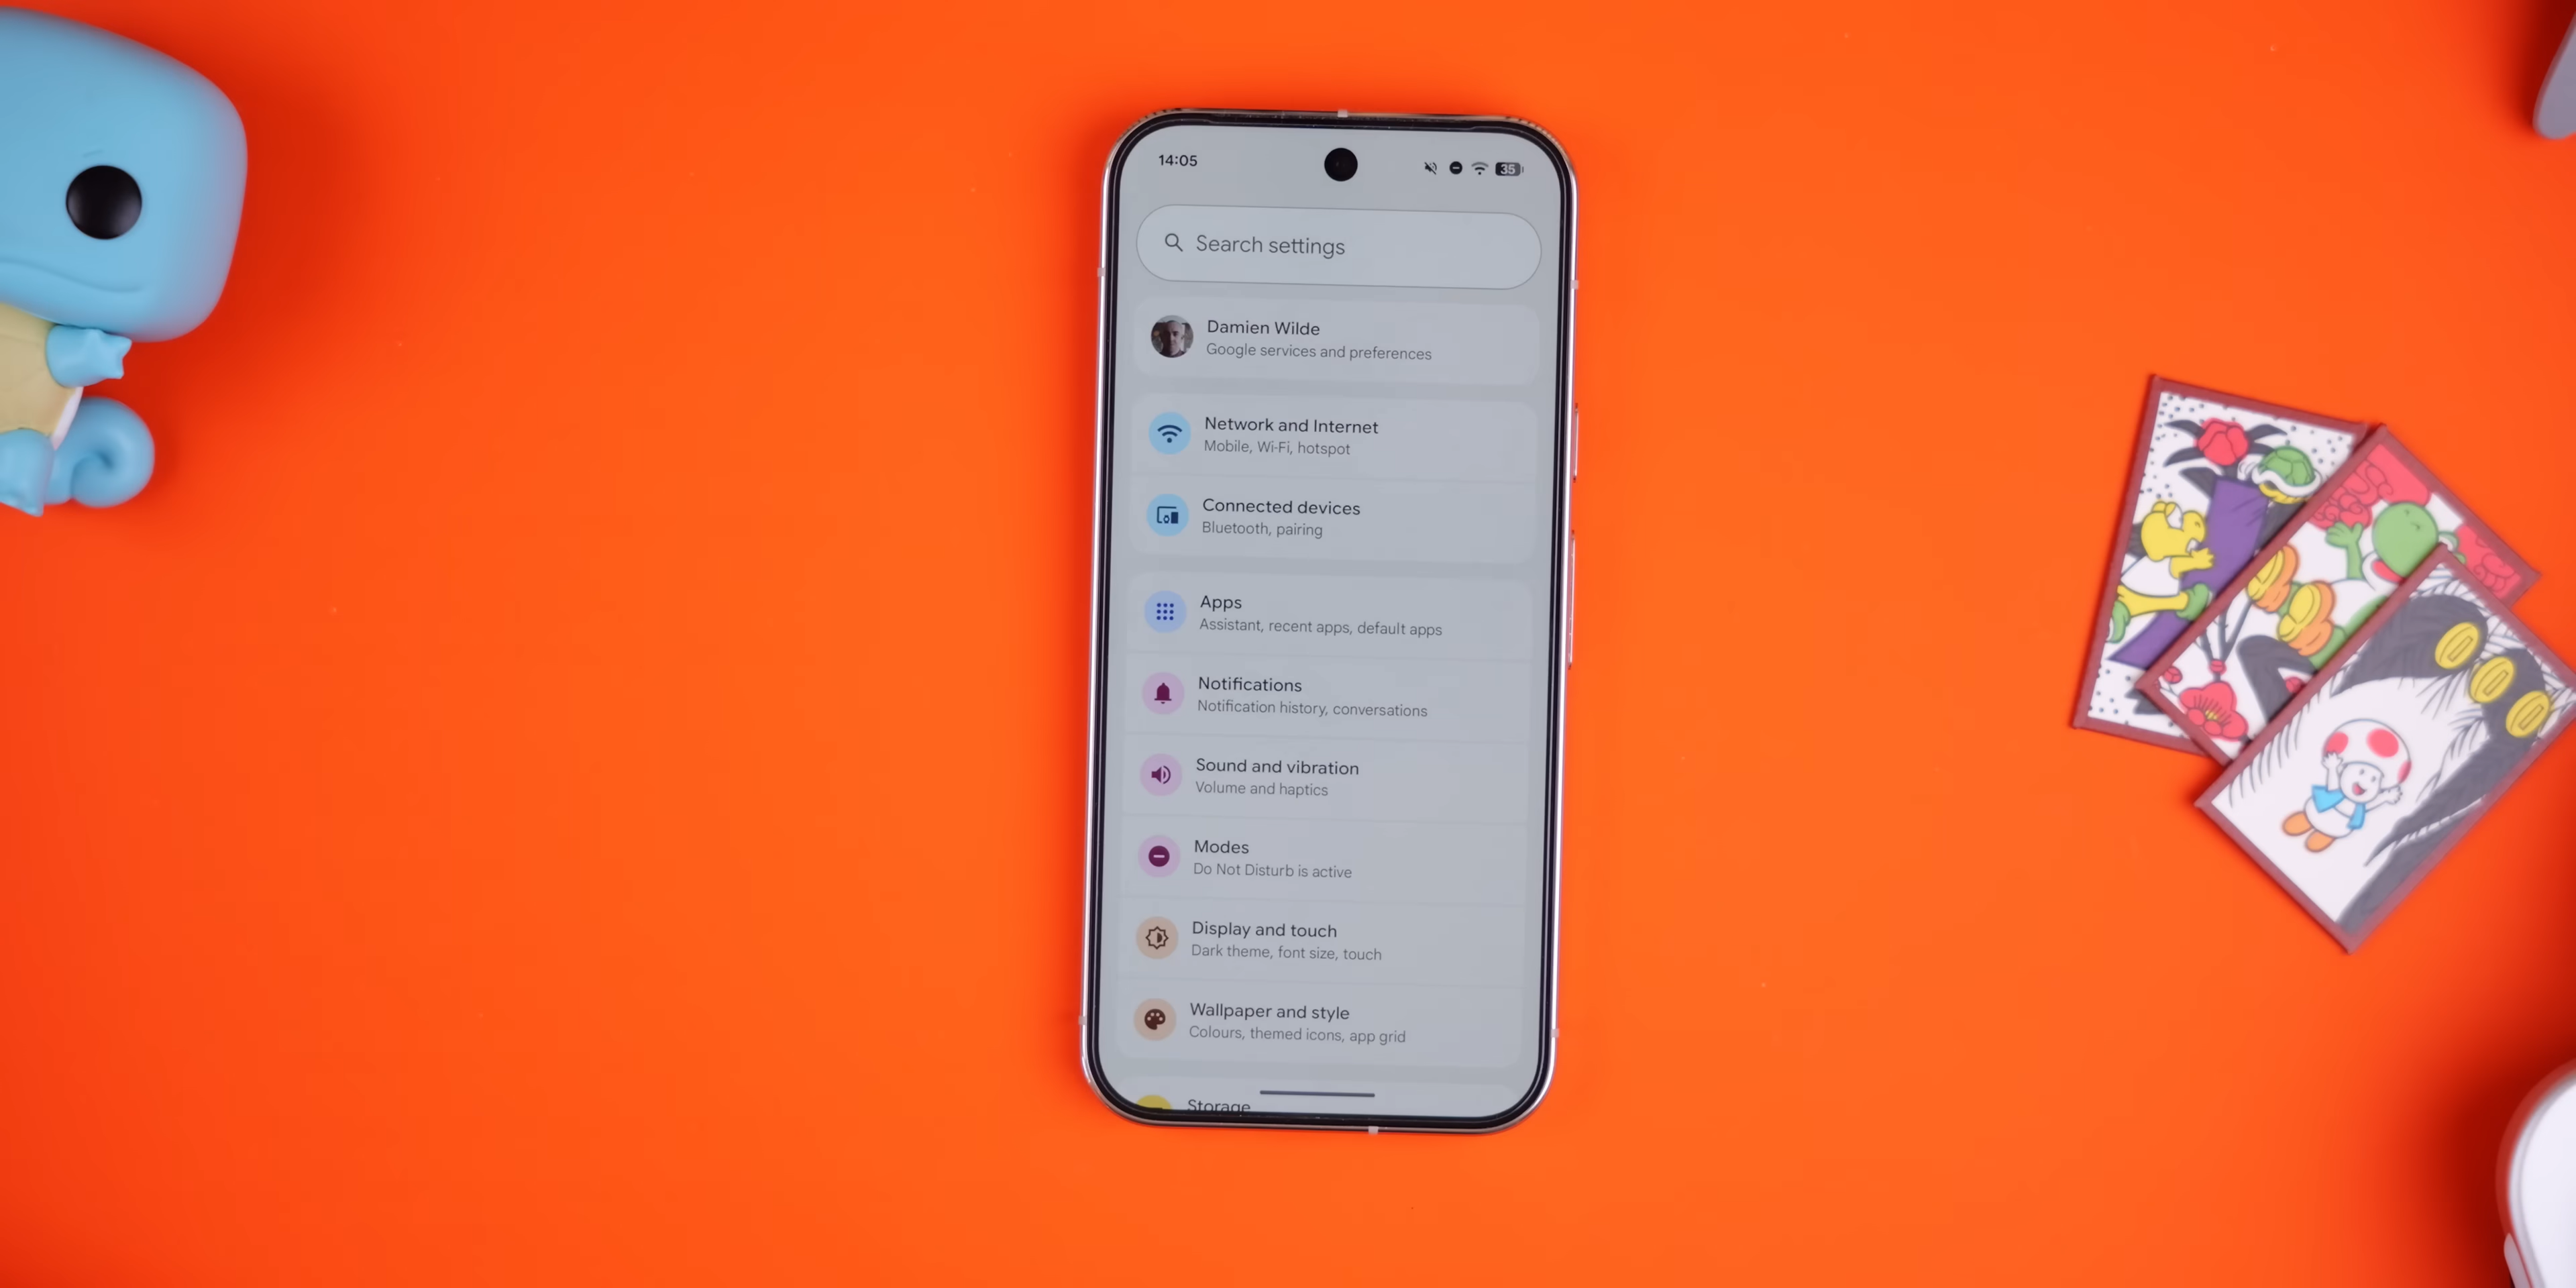 14:05
35
Search settings
Damien Wilde
Google services and preferences
Network and Internet
Mobile, Wi-Fi, hotspot
Connected devices
Bluetooth, pairing
Apps
Assistant, recent apps, default apps
Notifications
Notification history, conversations
Sound and vibration
Volume and haptics
Modes
Do Not Disturb is active
Display and touch
Dark theme, font size, touch
Wallpaper and style
Colours, themed icons, app grid
Storage